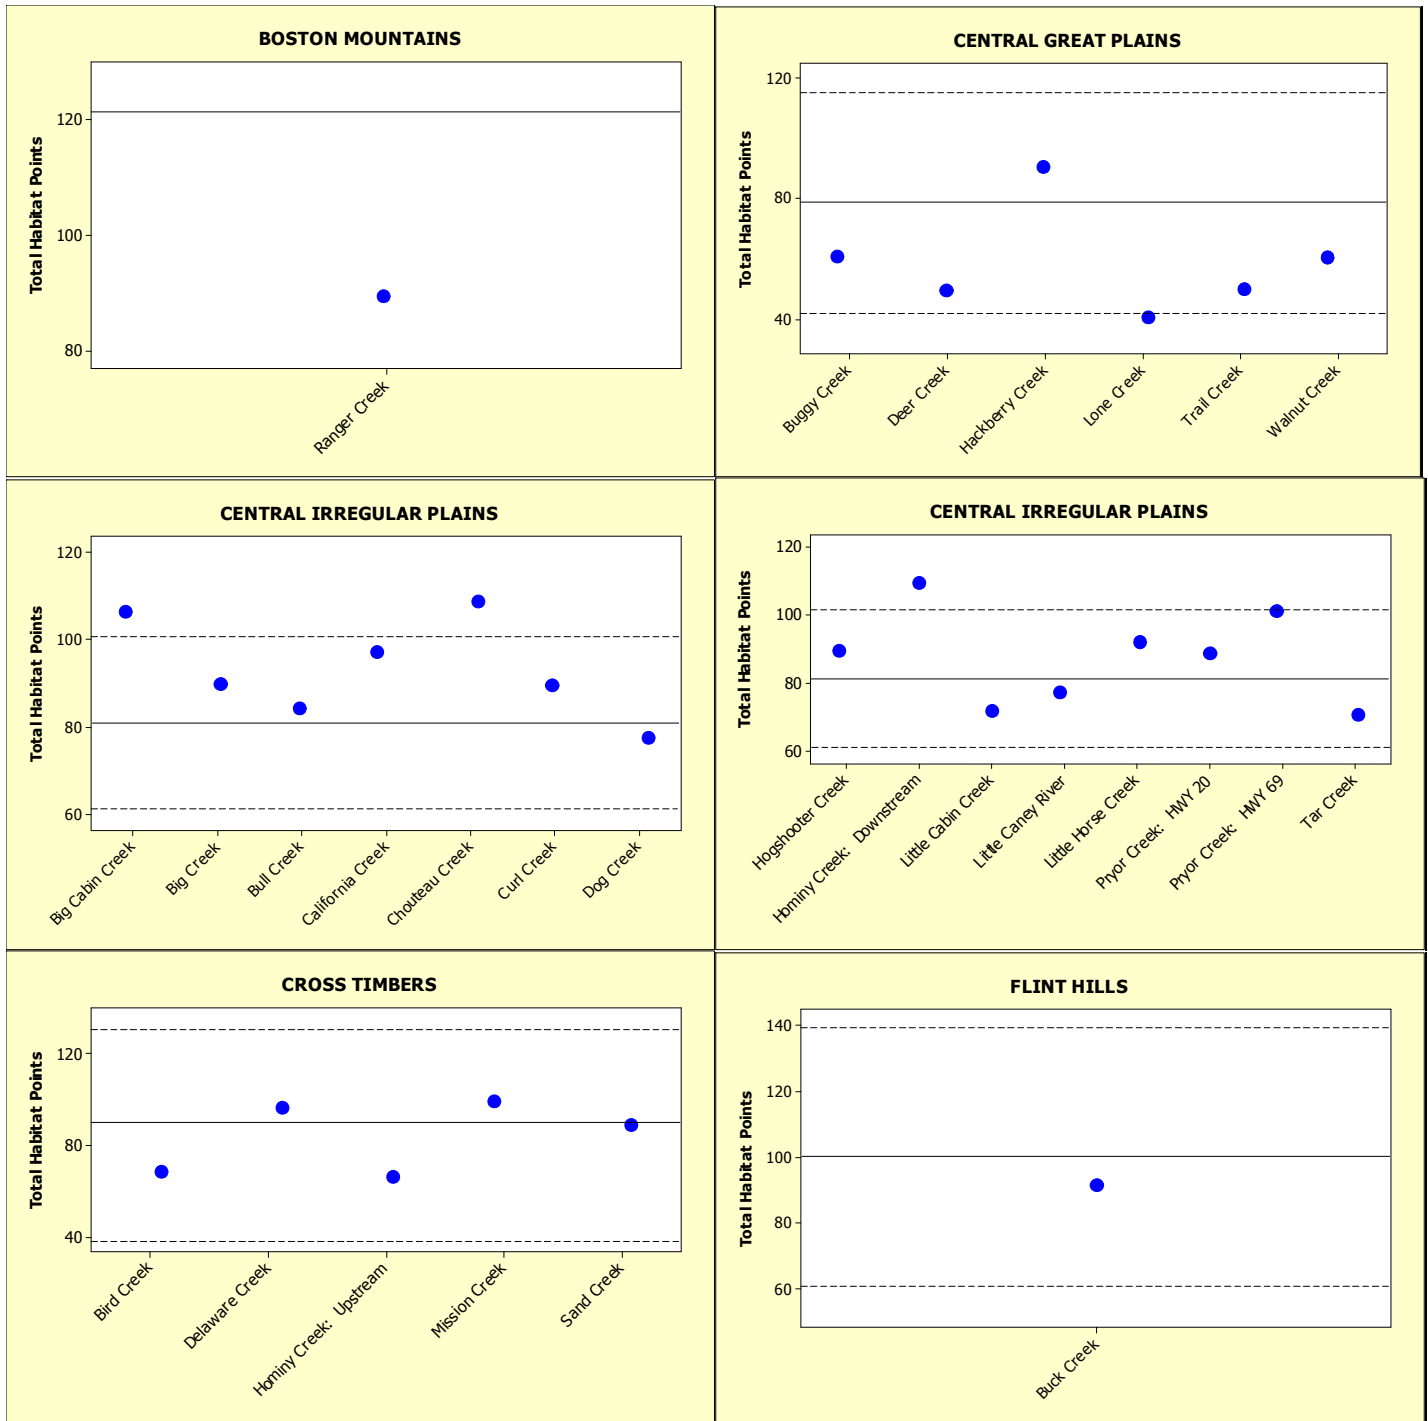 BOSTON MOUNTAINS
Total Habitat Points
120
100
80
Ranger Creek
CENTRAL GREAT PLAINS
Total Habitat Points
120
80
40
Buggy Creek
Deer Creek
Hackberry Creek
Lone Creek
Trail Creek
Walnut Creek
CENTRAL IRREGULAR PLAINS
Total Habitat Points
120
100
80
60
Big Cabin Creek
Big Creek
Bull Creek
California Creek
Chouteau Creek
Curl Creek
Dog Creek
CENTRAL IRREGULAR PLAINS
Total Habitat Points
120
100
80
60
Hogshooter Creek
Hominy Creek: Downstream
Little Cabin Creek
Little Caney River
Little Horse Creek
Pryor Creek: HWY 20
Pryor Creek: HWY 69
Tar Creek
CROSS TIMBERS
Total Habitat Points
120
80
40
Bird Creek
Delaware Creek
Hominy Creek: Upstream
Mission Creek
Sand Creek
FLINT HILLS
Total Habitat Points
140
120
100
80
60
Buck Creek